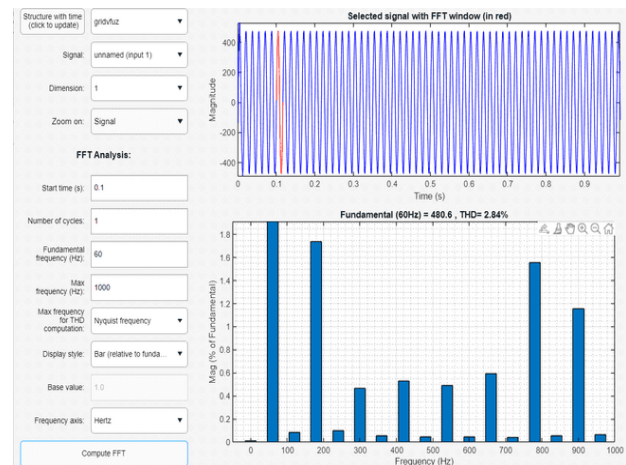 Structure with time
(click to update)
gridvfuz
Signal:
unnamed (input 1)
Dimension:
1
Zoom on:
Signal
FFT Analysis:
Start time (s):
0.1
Number of cycles:
1
Fundamental
frequency (Hz):
60
Max
frequency (Hz):
1000
Max frequency
for THD
computation:
Nyquist frequency
Display style:
Bar (relative to funda...
Base value:
1.0
Frequency axis:
Hertz
Compute FFT
Selected signal with FFT window (in red)
Magnitude
400
200
0
-200
-400
0 0.1 0.2 0.3 0.4 0.5 0.6 0.7 0.8 0.9
Time (s)
Fundamental (60Hz) = 480.6 , THD= 2.84%
Mag (% of Fundamental)
1.8
1.6
1.4
1.2
1
0.8
0.6
0.4
0.2
0
0 100 200 300 400 500 600 700 800 900 1000
Frequency (Hz)